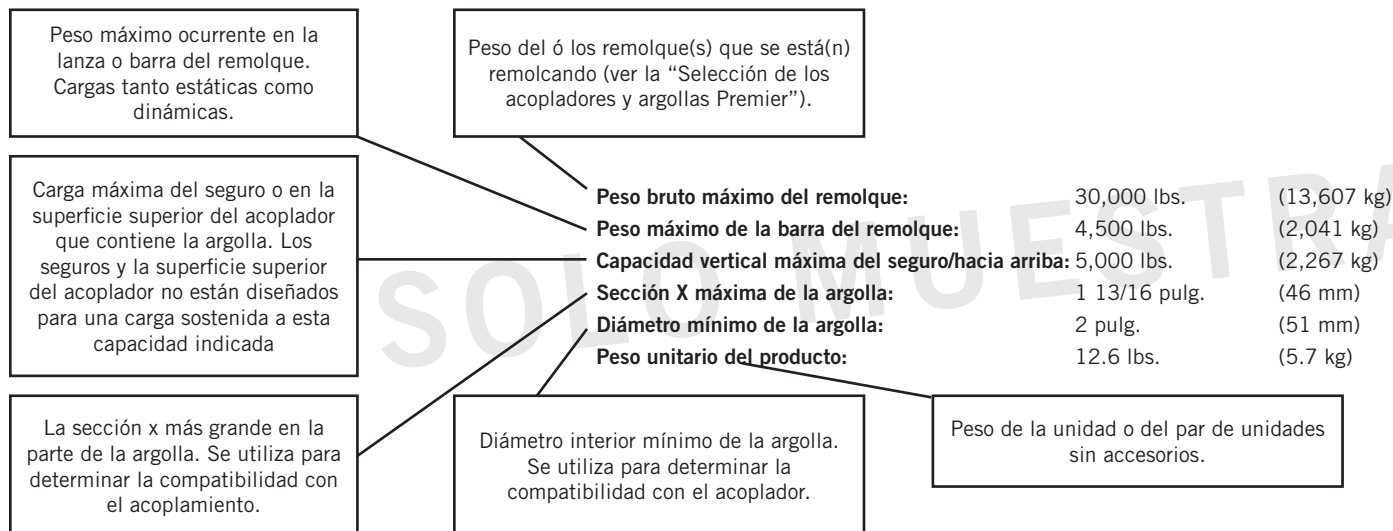 Peso máximo ocurrente en la
lanza o barra del remolque.
Cargas tanto estáticas como
dinámicas.
Peso del ó los remolque(s) que se está(n)
remolcando (ver la “Selección de los
acopladores y argollas Premier”).
Carga máxima del seguro o en la
superficie superior del acoplador
que contiene la argolla. Los
seguros y la superficie superior
del acoplador no están diseñados
para una carga sostenida a esta
capacidad indicada
Peso bruto máximo del remolque: 30,000 lbs. (13,607 kg)
Peso máximo de la barra del remolque: 4,500 lbs. (2,041 kg)
Capacidad vertical máxima del seguro/hacia arriba: 5,000 lbs. (2,267 kg)
Sección X máxima de la argolla: 1 13/16 pulg. (46 mm)
Diámetro mínimo de la argolla: 2 pulg. (51 mm)
Peso unitario del producto: 12.6 lbs. (5.7 kg)
SOLO MUESTRA
La sección x más grande en la
parte de la argolla. Se utiliza para
determinar la compatibilidad con
el acoplamiento.
Diámetro interior mínimo de la argolla.
Se utiliza para determinar la
compatibilidad con el acoplador.
Peso de la unidad o del par de unidades
sin accesorios.